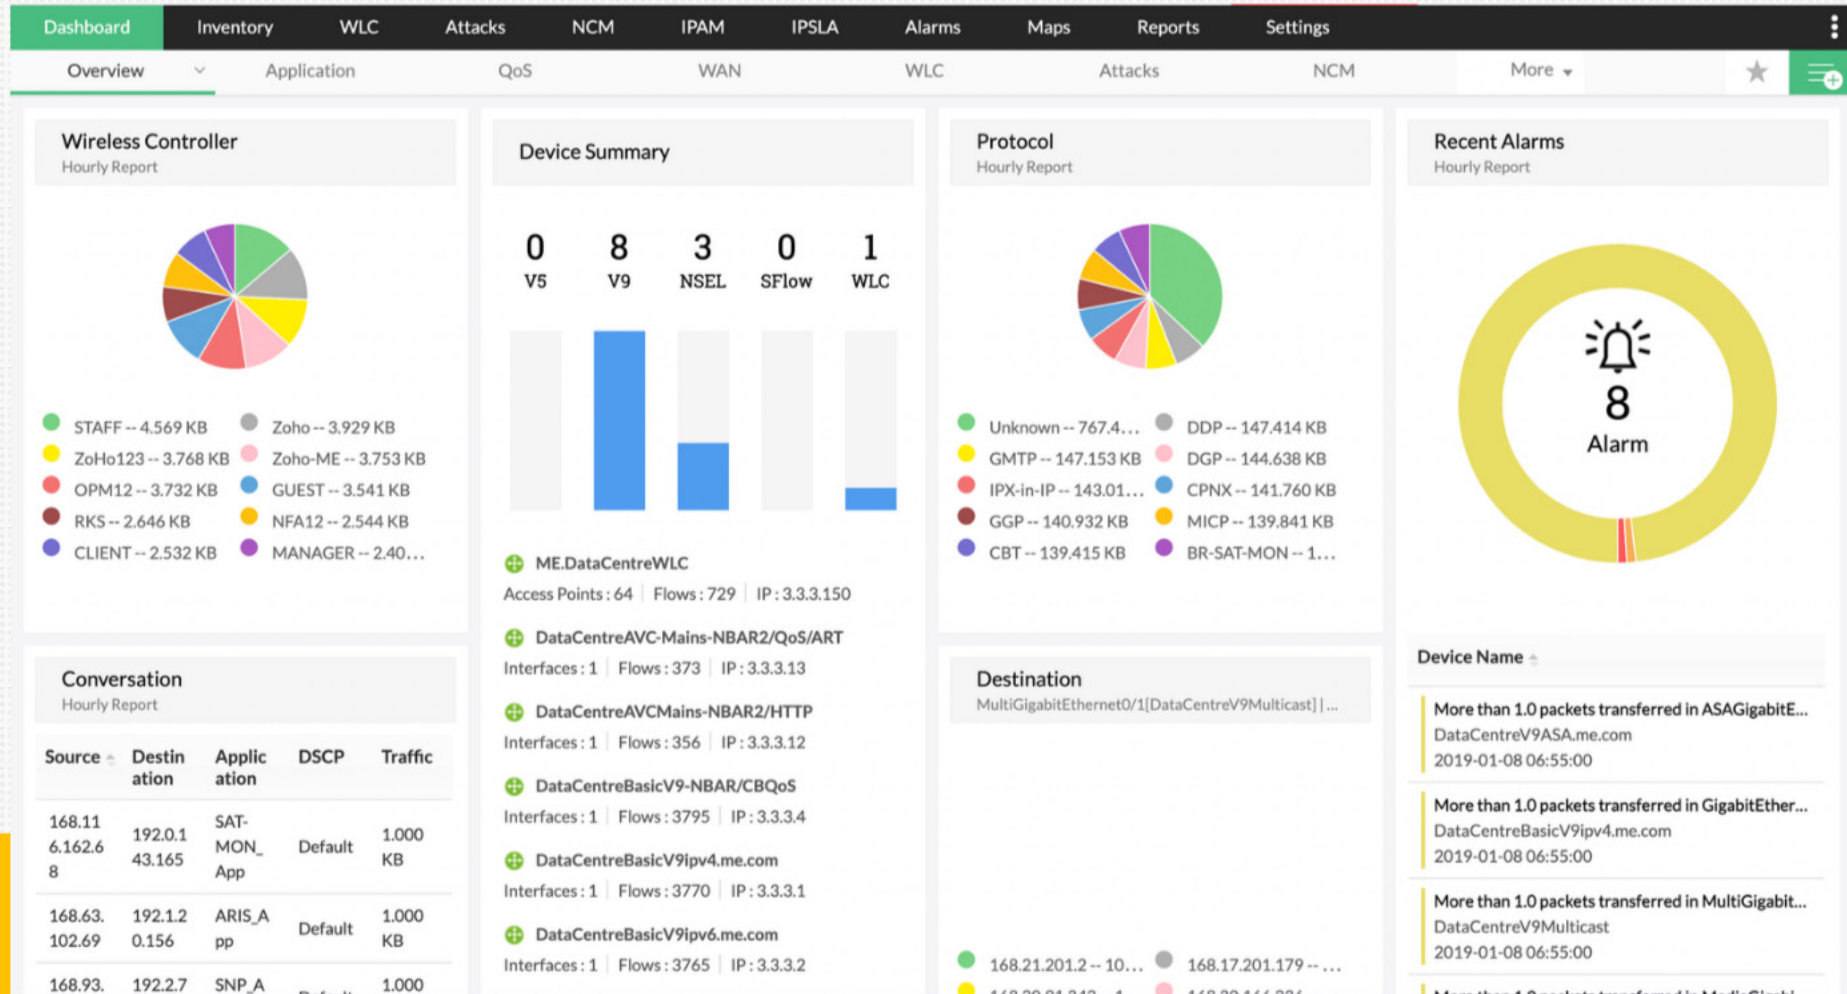 Dashboard Inventory WLC Attacks NCM IPAM IPSLA Alarms Maps Reports Settings
Overview Application QoS WAN WLC Attacks NCM More
Wireless Controller
Hourly Report
STAFF -- 4.569 KB Zoho -- 3.929 KB
ZoHo123 -- 3.768 KB Zoho-ME -- 3.753 KB
OPM12 -- 3.732 KB GUEST -- 3.541 KB
RKS -- 2.646 KB NFA12 -- 2.544 KB
CLIENT -- 2.532 KB MANAGER -- 2.40...
Conversation
Hourly Report
Source Destin
ation Applic
ation DSCP Traffic
168.11
6.162.6
8
192.0.1
43.165
SAT-
MON_
App
Default
1.000
KB
168.63.
102.69
192.1.2
0.156
ARIS_A
pp
Default
1.000
KB
168.93.
192.2.7
SNP_A
1.000
Device Summary
0 8 3 0 1
V5 V9 NSEL SFlow WLC
ME.DataCentreWLC
Access Points : 64 Flows : 729 IP : 3.3.3.150
DataCentreAVC-Mains-NBAR2/QoS/ART
Interfaces : 1 Flows : 373 IP : 3.3.3.13
DataCentreAVCMains-NBAR2/HTTP
Interfaces : 1 Flows : 356 IP : 3.3.3.12
DataCentreBasicV9-NBAR/CBQoS
Interfaces : 1 Flows : 3795 IP : 3.3.3.4
DataCentreBasicV9ipv4.me.com
Interfaces : 1 Flows : 3770 IP : 3.3.3.1
DataCentreBasicV9ipv6.me.com
Interfaces : 1 Flows : 3765 IP : 3.3.3.2
Protocol
Hourly Report
Unknown -- 767.4... DDP -- 147.414 KB
GMTP -- 147.153 KB DGP -- 144.638 KB
IPX-in-IP -- 143.01... CPNX -- 141.760 KB
GGP -- 140.932 KB MICP -- 139.841 KB
CBT -- 139.415 KB BR-SAT-MON -- 1...
Destination
MultiGigabitEthernet0/1[DataCentreV9Multicast] | ...
168.21.201.2 -- 10... 168.17.201.179 -- ...
Recent Alarms
Hourly Report
8
Alarm
Device Name
More than 1.0 packets transferred in ASAGigabitE...
DataCentreV9ASA.me.com
2019-01-08 06:55:00
More than 1.0 packets transferred in GigabitEther...
DataCentreBasicV9ipv4.me.com
2019-01-08 06:55:00
More than 1.0 packets transferred in MultiGigabit...
DataCentreV9Multicast
2019-01-08 06:55:00